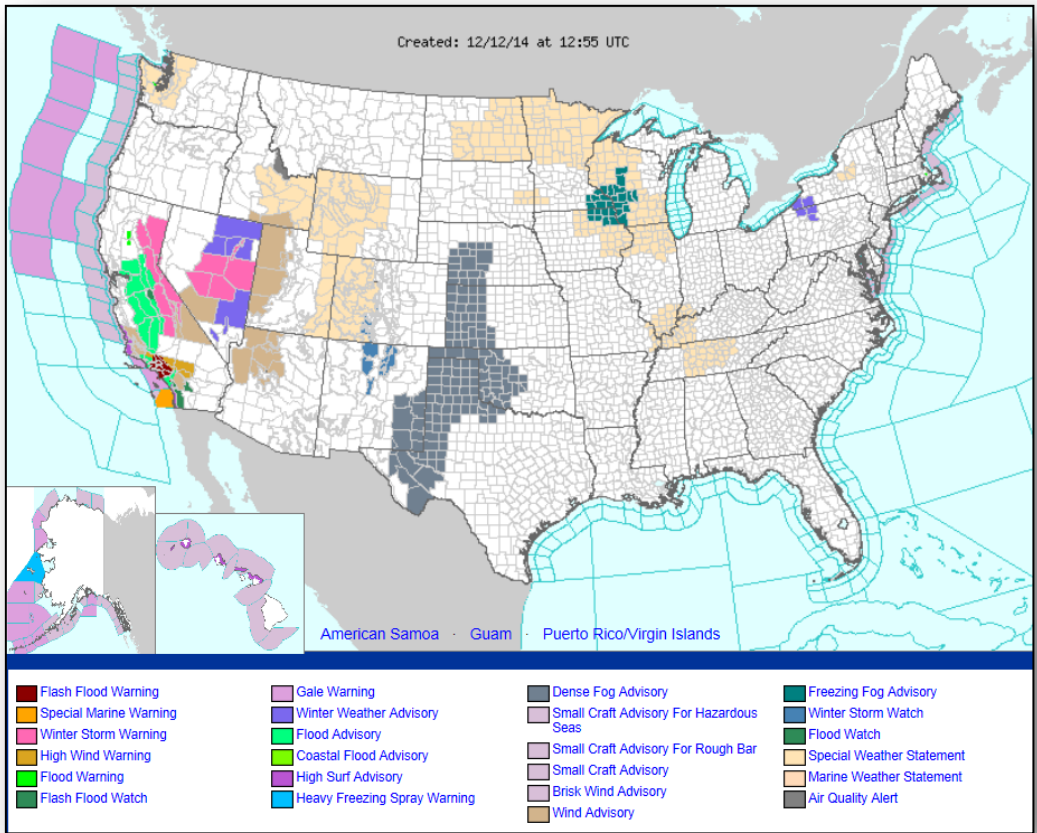 Created: 12/12/14 at 12:55 UTC
American Samoa · Guam · Puerto Rico/Virgin Islands
Flash Flood Warning
Special Marine Warning
Winter Storm Warning
High Wind Warning
Flood Warning
Flash Flood Watch
Gale Warning
Winter Weather Advisory
Flood Advisory
Coastal Flood Advisory
High Surf Advisory
Heavy Freezing Spray Warning
Dense Fog Advisory
Small Craft Advisory For Hazardous
Seas
Small Craft Advisory For Rough Bar
Small Craft Advisory
Brisk Wind Advisory
Wind Advisory
Freezing Fog Advisory
Winter Storm Watch
Flood Watch
Special Weather Statement
Marine Weather Statement
Air Quality Alert